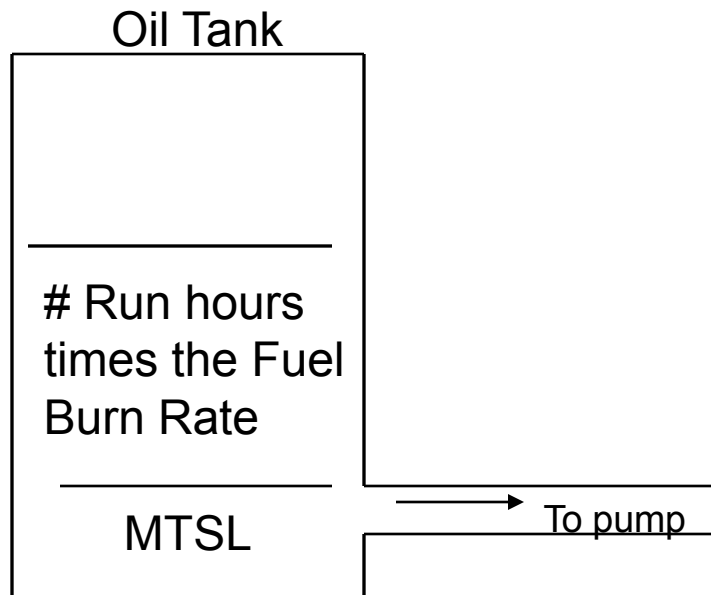 Oil Tank
# Run hours
times the Fuel
Burn Rate
MTSL
To pump